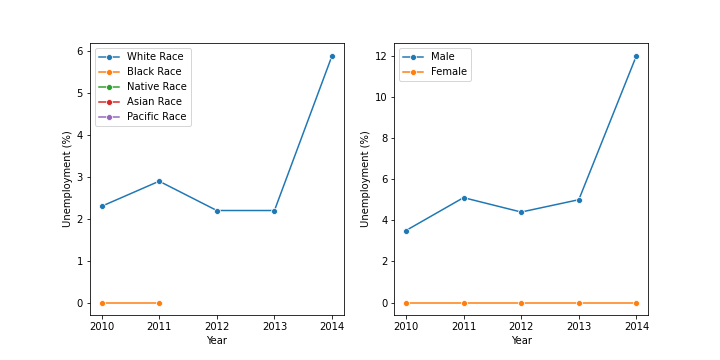 White Race
Black Race
Native Race
Asian Race
Pacific Race
Unemployment (%)
6
5
4
3
2
1
0
2010 2011 2012 2013 2014
Year
Male
Female
Unemployment (%)
12
10
8
6
4
2
0
2010 2011 2012 2013 2014
Year